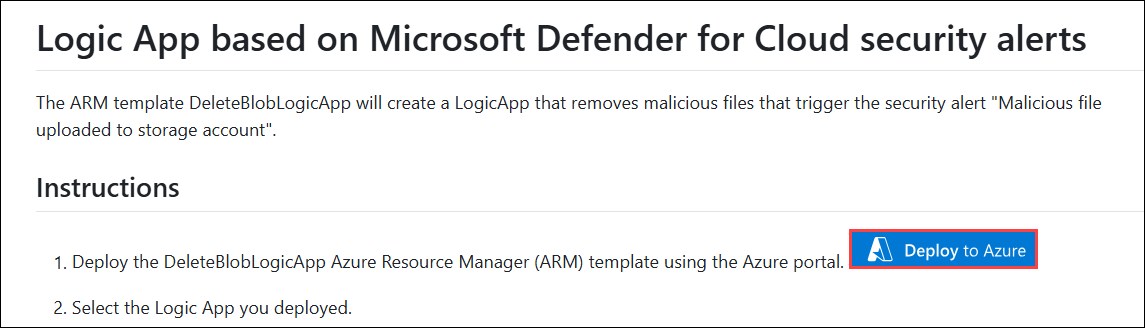 Logic App based on Microsoft Defender for Cloud security alerts
The ARM template DeleteBlobLogicApp will create a LogicApp that removes malicious files that trigger the security alert "Malicious file
uploaded to storage account".
Instructions
1. Deploy the DeleteBlobLogicApp Azure Resource Manager (ARM) template using the Azure portal. Deploy to Azure
2. Select the Logic App you deployed.